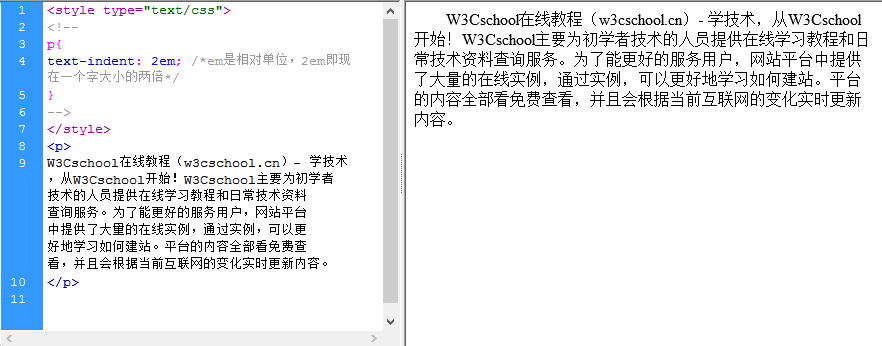 1 <style type="text/css">
2 <!--
3 p{
4 text-indent: 2em; /*em是相对单位，2em即现
在一个字大小的两倍*/
5 }
6 -->
7 </style>
8 <p>
9 W3Cschool在线教程（w3cschool.cn）- 学技术
，从W3Cschool开始！W3Cschool主要为初学者
技术的人员提供在线学习教程和日常技术资料
查询服务。为了能更好的服务用户，网站平台
中提供了大量的在线实例，通过实例，可以更
好地学习如何建站。平台的内容全部看免费查
看，并且会根据当前互联网的变化实时更新内容。
10 </p>
11
W3Cschool在线教程（w3cschool.cn）- 学技术，从W3Cschool
开始！W3Cschool主要为初学者技术的人员提供在线学习教程和日
常技术资料查询服务。为了能更好的服务用户，网站平台中提供
了大量的在线实例，通过实例，可以更好地学习如何建站。平台
的内容全部看免费查看，并且会根据当前互联网的变化实时更新
内容。